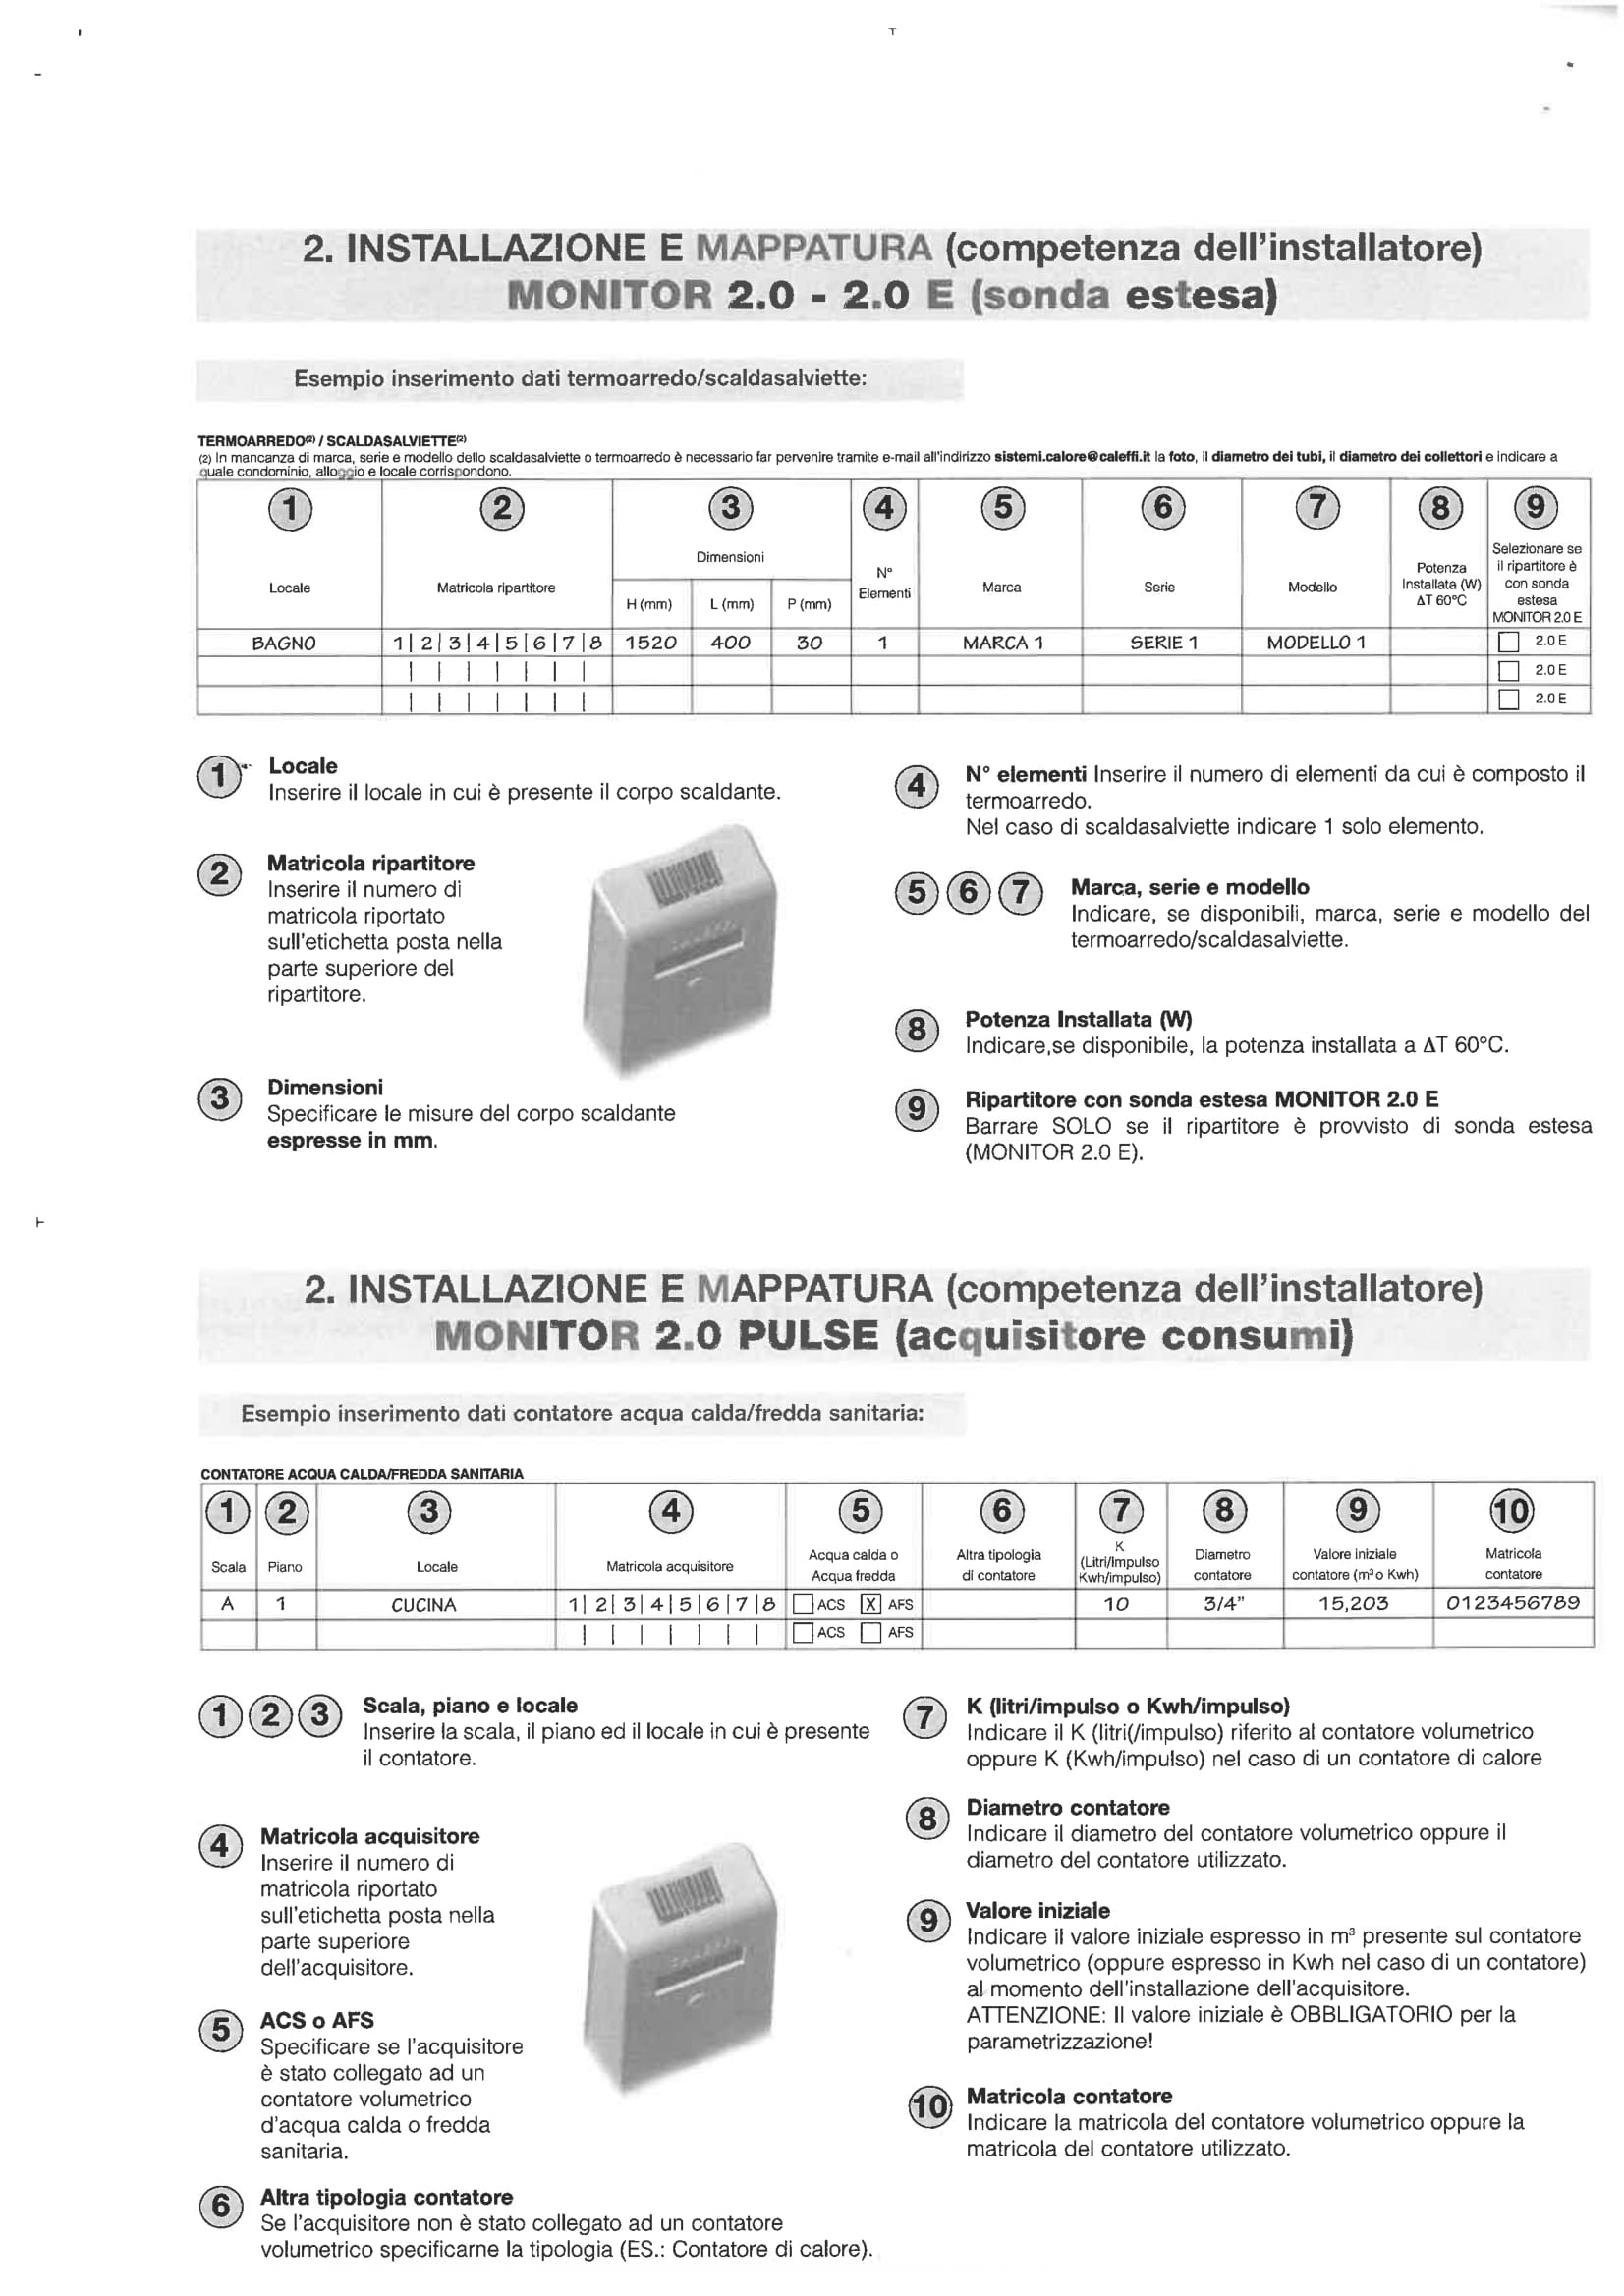 2. INSTALLAZIONE E MAPPATURA (competenza dell'installatore)
MONITOR 2.0 - 2.0 E (sonda estesa)
Esempio inserimento dati termoarredo/scaldasalviette:
TERMOARREDO(2) / SCALDASALVIETTE(2)
(2) In mancanza di marca, serie e modello dello scaldasalviette o termoarredo è necessario far pervenire tramite e-mail all'indirizzo sistemi.calore@caleffi.it la foto, il diametro dei tubi, il diametro dei collettori e indicare a
quale condominio, alloggio e locale corrispondono.
1 2 3 4 5 6 7 8 9
Locale Matricola ripartitore Dimensioni N° Elementi Marca Serie Modello Potenza Installata (W) ΔT 60°C Selezionare se il ripartitore è con sonda estesa MONITOR 2.0 E
H (mm) L (mm) P (mm)
BAGNO 1|2|3|4|5|6|7|8 1520 400 30 1 MARCA 1 SERIE 1 MODELLO 1 2.0 E
2.0 E
2.0 E
1 Locale
Inserire il locale in cui è presente il corpo scaldante.
2 Matricola ripartitore
Inserire il numero di
matricola riportato
sull'etichetta posta nella
parte superiore del
ripartitore.
3 Dimensioni
Specificare le misure del corpo scaldante
espresse in mm.
4 N° elementi Inserire il numero di elementi da cui è composto il
termoarredo.
Nel caso di scaldasalviette indicare 1 solo elemento.
5 6 7 Marca, serie e modello
Indicare, se disponibili, marca, serie e modello del
termoarredo/scaldasalviette.
8 Potenza Installata (W)
Indicare,se disponibile, la potenza installata a ΔT 60°C.
9 Ripartitore con sonda estesa MONITOR 2.0 E
Barrare SOLO se il ripartitore è provvisto di sonda estesa
(MONITOR 2.0 E).
2. INSTALLAZIONE E MAPPATURA (competenza dell'installatore)
MONITOR 2.0 PULSE (acquisitore consumi)
Esempio inserimento dati contatore acqua calda/fredda sanitaria:
CONTATORE ACQUA CALDA/FREDDA SANITARIA
1 2 3 4 5 6 7 8 9 10
Scala Piano Locale Matricola acquisitore Acqua calda o Acqua fredda Altra tipologia di contatore K (Litri/Impulso Kwh/impulso) Diametro contatore Valore iniziale contatore (m³ o Kwh) Matricola contatore
A 1 CUCINA 1|2|3|4|5|6|7|8 ACS X AFS 10 3/4" 15,203 0123456789
ACS AFS
1 2 3 Scala, piano e locale
Inserire la scala, il piano ed il locale in cui è presente
il contatore.
4 Matricola acquisitore
Inserire il numero di
matricola riportato
sull'etichetta posta nella
parte superiore
dell'acquisitore.
5 ACS o AFS
Specificare se l'acquisitore
è stato collegato ad un
contatore volumetrico
d'acqua calda o fredda
sanitaria.
6 Altra tipologia contatore
Se l'acquisitore non è stato collegato ad un contatore
volumetrico specificarne la tipologia (ES.: Contatore di calore).
7 K (litri/impulso o Kwh/impulso)
Indicare il K (litri(/impulso) riferito al contatore volumetrico
oppure K (Kwh/impulso) nel caso di un contatore di calore
8 Diametro contatore
Indicare il diametro del contatore volumetrico oppure il
diametro del contatore utilizzato.
9 Valore iniziale
Indicare il valore iniziale espresso in m³ presente sul contatore
volumetrico (oppure espresso in Kwh nel caso di un contatore)
al momento dell'installazione dell'acquisitore.
ATTENZIONE: Il valore iniziale è OBBLIGATORIO per la
parametrizzazione!
10 Matricola contatore
Indicare la matricola del contatore volumetrico oppure la
matricola del contatore utilizzato.